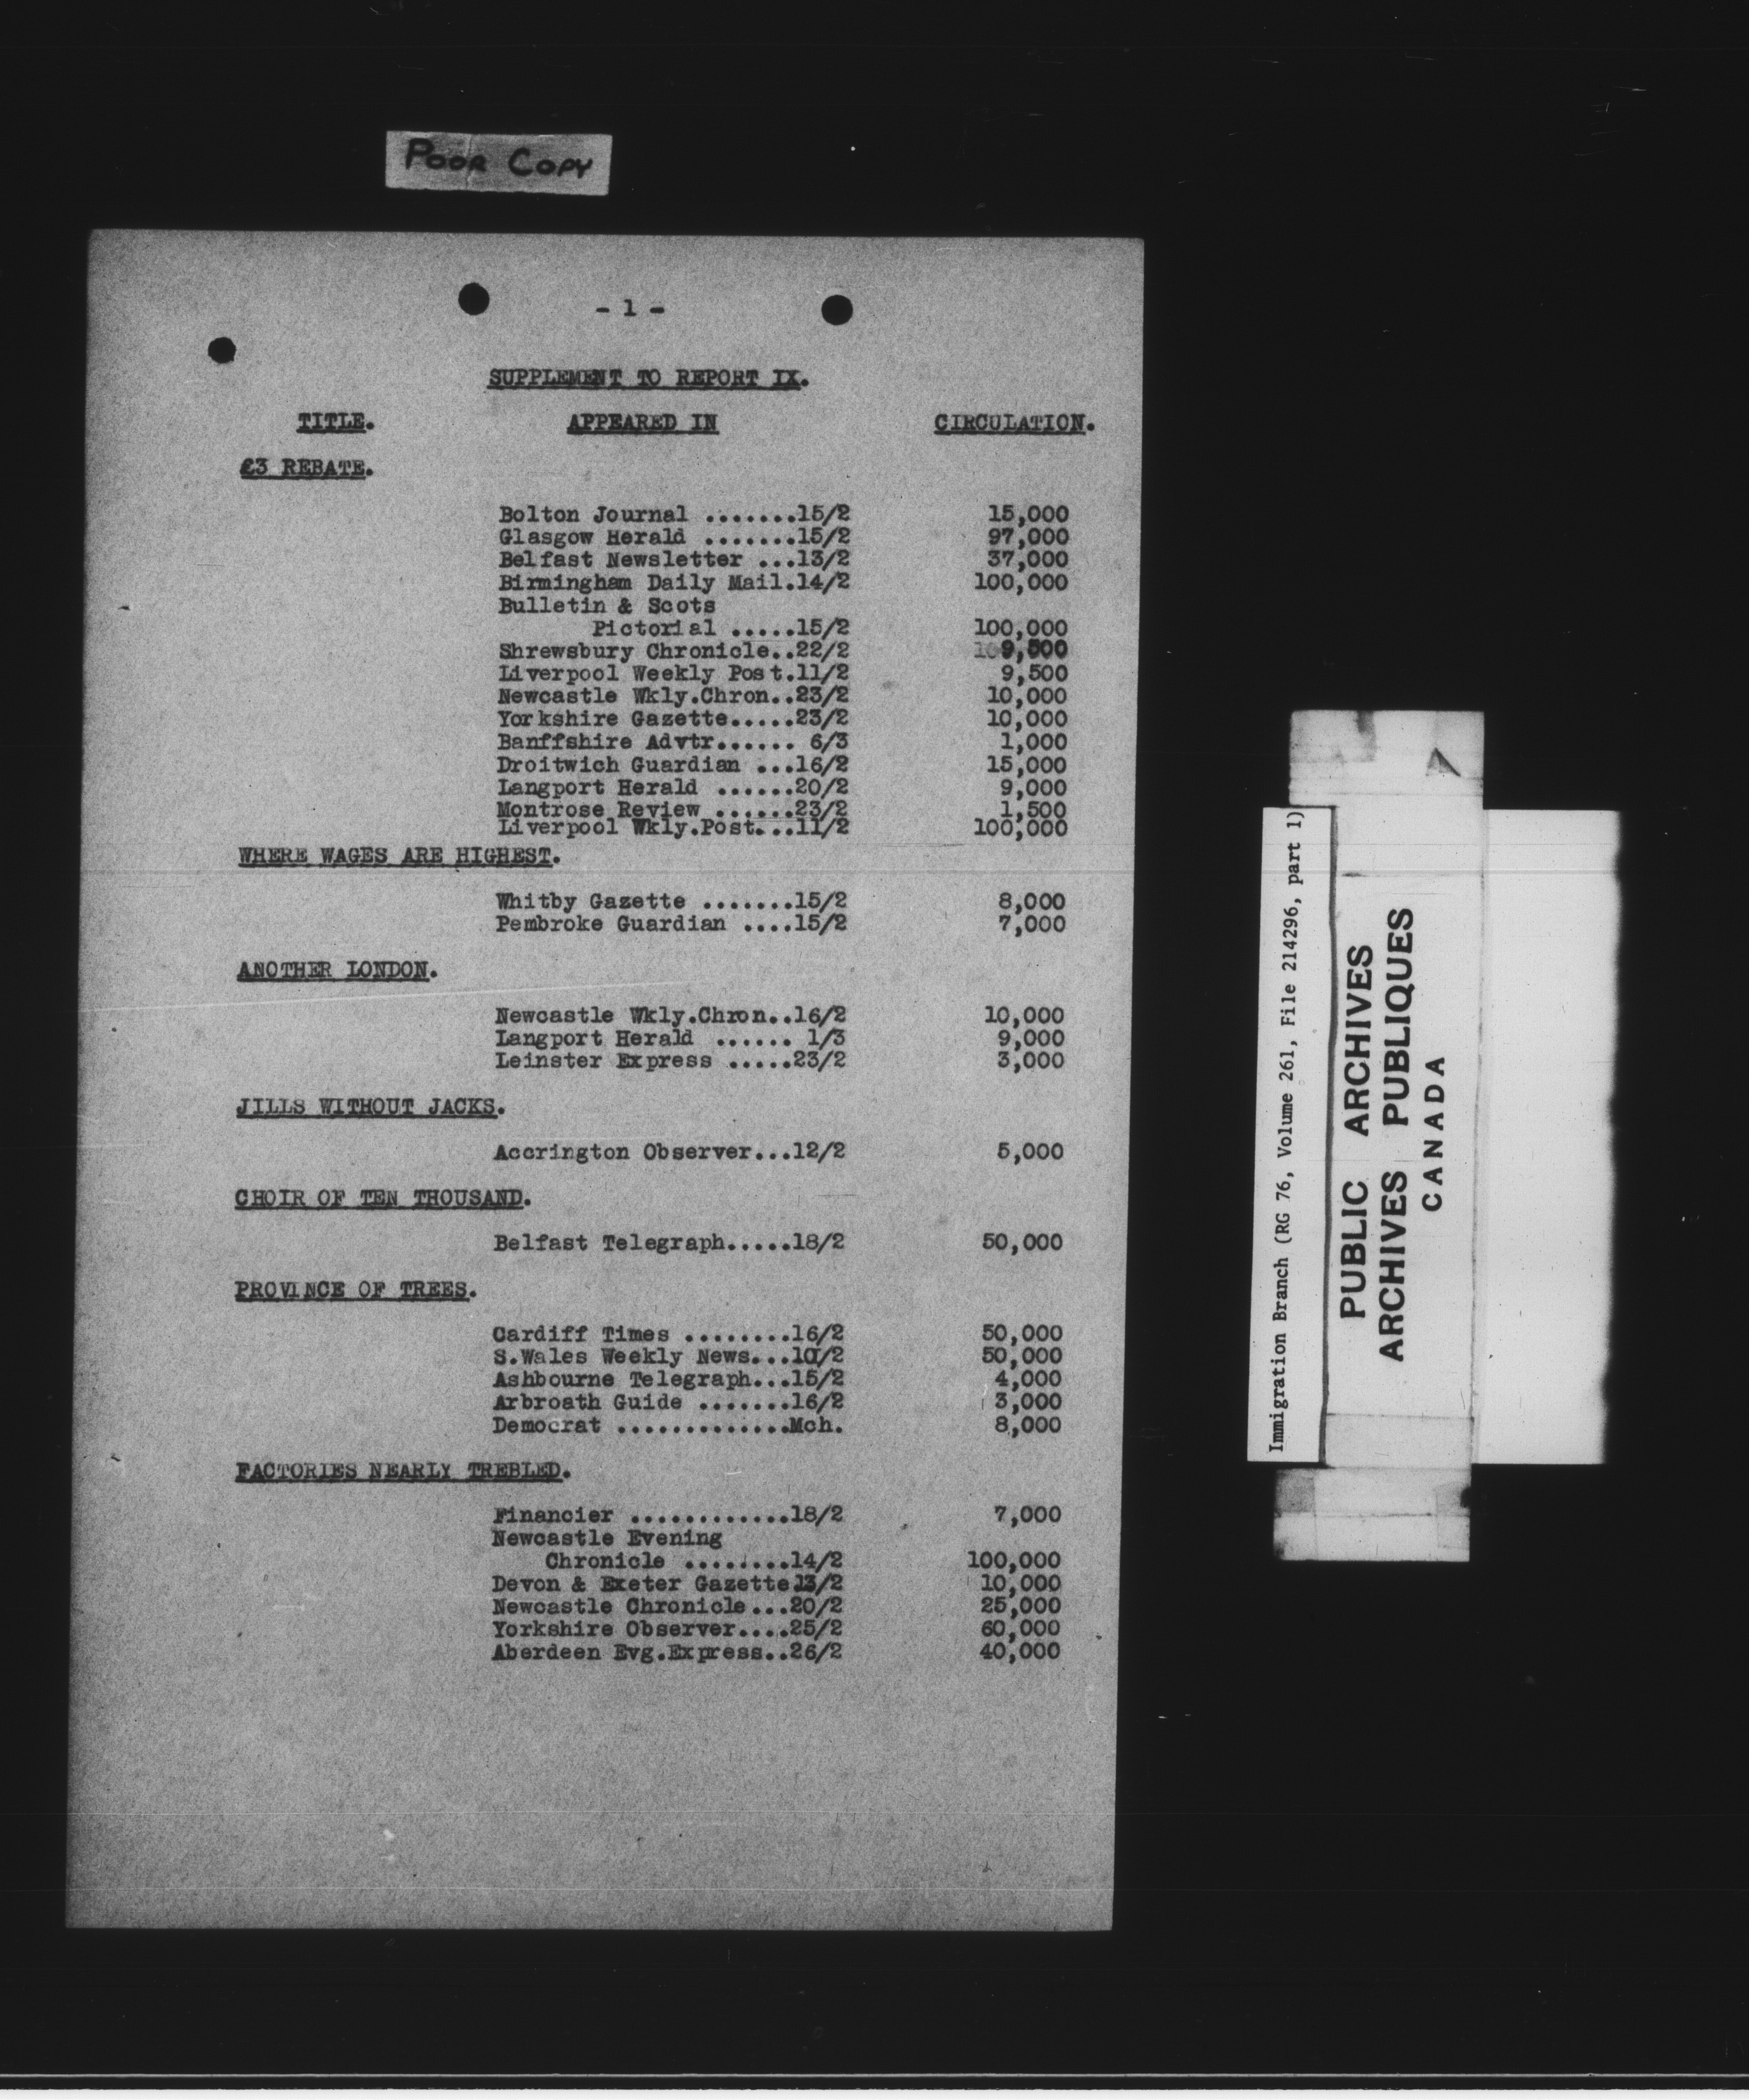 POOR COPY
- 1 -
SUPPLEMENT TO REPORT IX.
TITLE. APPEARED IN CIRCULATION.
£3 REBATE.
Bolton Journal .......15/2 15,000
Glasgow Herald .......15/2 97,000
Belfast Newsletter ...13/2 37,000
Birmingham Daily Mail.14/2 100,000
Bulletin & Scots
Pictorial .....15/2 100,000
Shrewsbury Chronicle..22/2 9,500
Liverpool Weekly Post.11/2 9,500
Newcastle Wkly.Chron..23/2 10,000
Yorkshire Gazette.....23/2 10,000
Banffshire Advtr...... 6/3 1,000
Droitwich Guardian ...16/2 15,000
Langport Herald ......20/2 9,000
Montrose Review ......23/2 1,500
Liverpool Wkly.Post...11/2 100,000
WHERE WAGES ARE HIGHEST.
Whitby Gazette .......15/2 8,000
Pembroke Guardian ....15/2 7,000
ANOTHER LONDON.
Newcastle Wkly.Chron..16/2 10,000
Langport Herald ...... 1/3 9,000
Leinster Express .....23/2 3,000
JILLS WITHOUT JACKS.
Accrington Observer...12/2 5,000
CHOIR OF TEN THOUSAND.
Belfast Telegraph.....18/2 50,000
PROVINCE OF TREES.
Cardiff Times ........16/2 50,000
S.Wales Weekly News... 50,000
Ashbourne Telegraph...15/2 4,000
Arbroath Guide .......16/2 3,000
Democrat .............Mch. 8,000
FACTORIES NEARLY TREBLED.
Financier ............18/2 7,000
Newcastle Evening
Chronicle ........14/2 100,000
Devon & Exeter Gazette 13/2 10,000
Newcastle Chronicle...20/2 25,000
Yorkshire Observer....25/2 60,000
Aberdeen Evg.Express..26/2 40,000
Immigration Branch (RG 76, Volume 261, File 214296, part 1)
PUBLIC ARCHIVES
ARCHIVES PUBLIQUES
CANADA